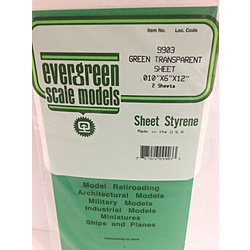 Item No. Loc. Code
9903
GREEN TRANSPARENT
SHEET
.010"X6"X12"
2 Sheets
evergreen
scale models
Sheet Styrene
Made in the U S A
Model Railroading
Architectural Models
Military Models
Industrial Models
Miniatures
Ships and Planes